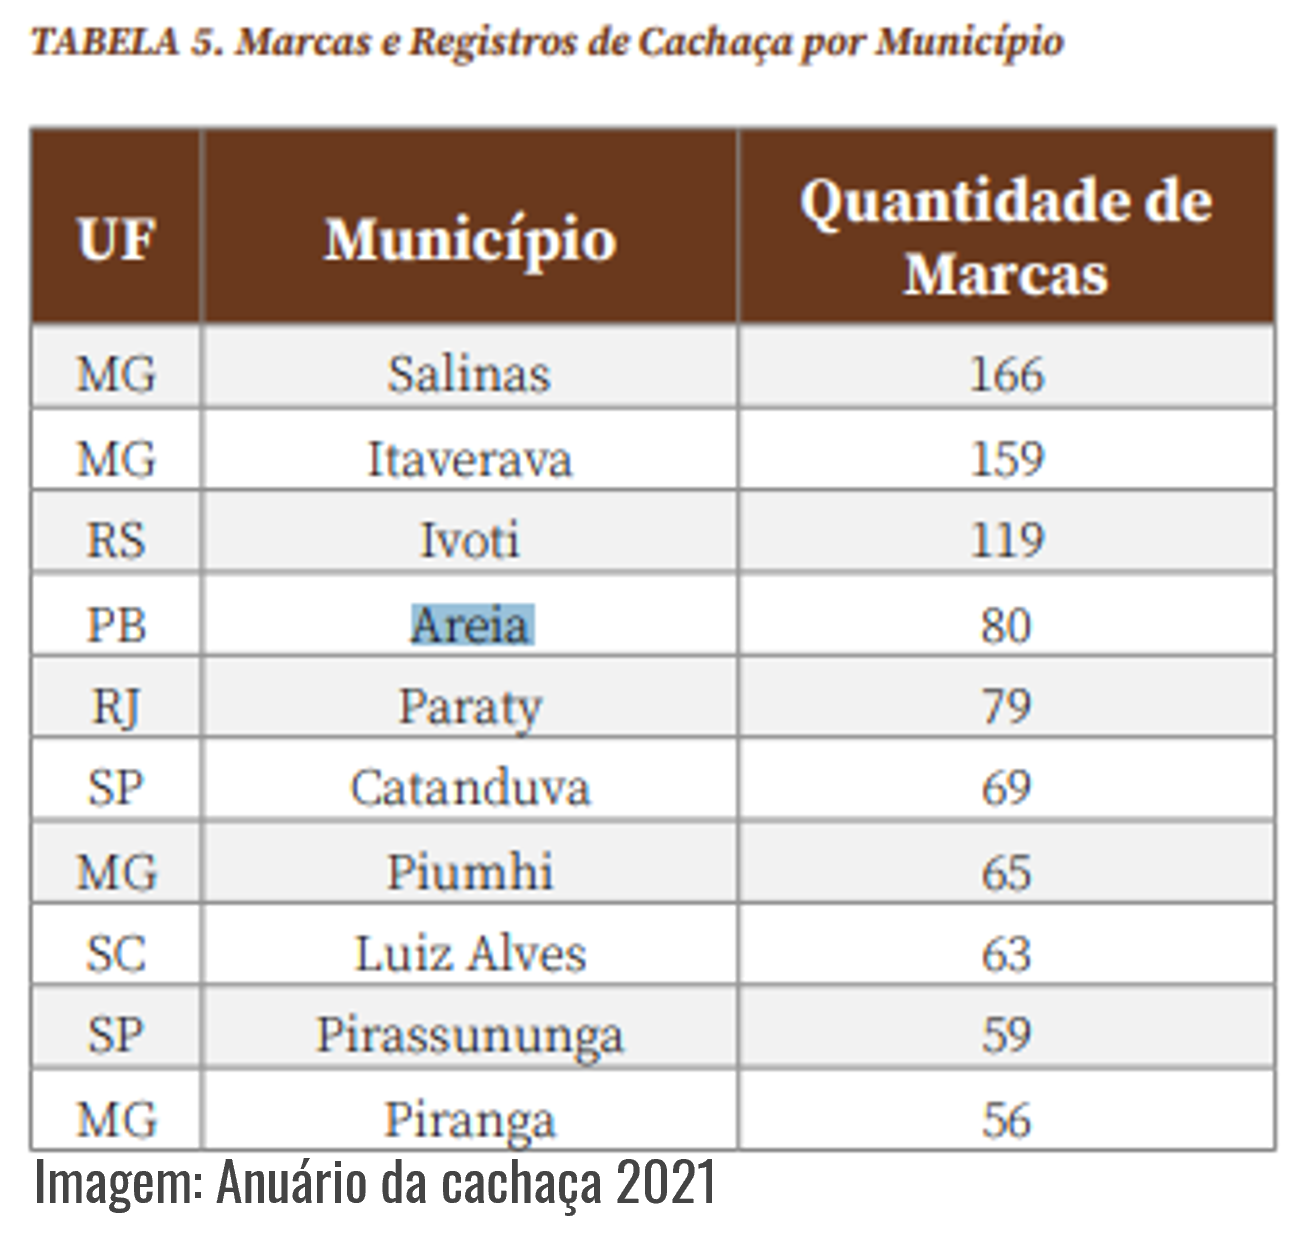 TABELA 5. Marcas e Registros de Cachaça por Município
UF Município Quantidade de Marcas
MG Salinas 166
MG Itaverava 159
RS Ivoti 119
PB Areia 80
RJ Paraty 79
SP Catanduva 69
MG Piumhi 65
SC Luiz Alves 63
SP Pirassununga 59
MG Piranga 56
Imagem: Anuário da cachaça 2021